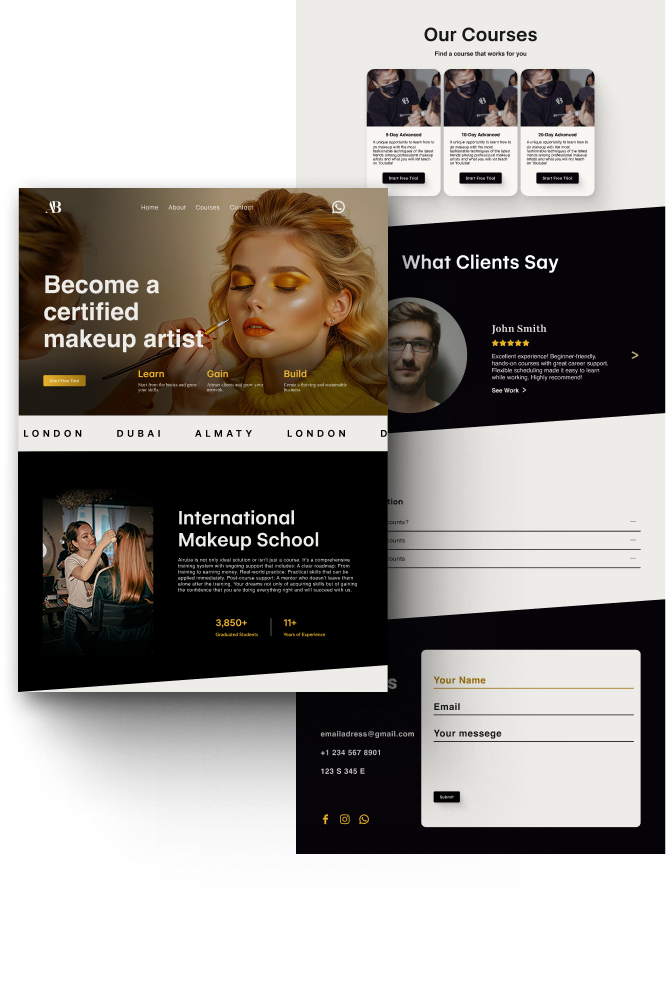 Our Courses
Find a course that works for you
5-Day Advanced
A unique opportunity to learn how to
do makeup with the most
fashionable techniques of the latest
trends among professional makeup
artists and what you will not teach
on Youtube!
Start Free Trial
10-Day Advanced
A unique opportunity to learn how to
do makeup with the most
fashionable techniques of the latest
trends among professional makeup
artists and what you will not teach
on Youtube!
Start Free Trial
20-Day Advanced
A unique opportunity to learn how to
do makeup with the most
fashionable techniques of the latest
trends among professional makeup
artists and what you will not teach
on Youtube!
Start Free Trial
AB
Home About Courses Contact
Become a
certified
makeup artist
Start Free Trial
Learn
Start from the basics and grow
your skills.
Gain
Attract clients and grow your
network.
Build
Create a thriving and sustainable
business.
LONDON DUBAI ALMATY LONDON D
International
Makeup School
is not only ideal solution or isn't just a course. It's a comprehensive
training system with ongoing support that includes: A clear roadmap: From
training to earning money. Real-world practice: Practical skills that can be
applied immediately. Post-course support: A mentor who doesn't leave them
alone after the training. Your dreams not only of acquiring skills but of gaining
the confidence that you are doing everything right and will succeed with us.
3,850+
Graduated Students
11+
Years of Experience
What Clients Say
John Smith
Excellent experience! Beginner-friendly,
hands-on courses with great career support.
Flexible scheduling made it easy to learn
while working. Highly recommend!
See Work >
tion
ounts?
counts
counts
s
emailadress@gmail.com
+1 234 567 8901
123 S 345 E
Your Name
Email
Your messege
Submit